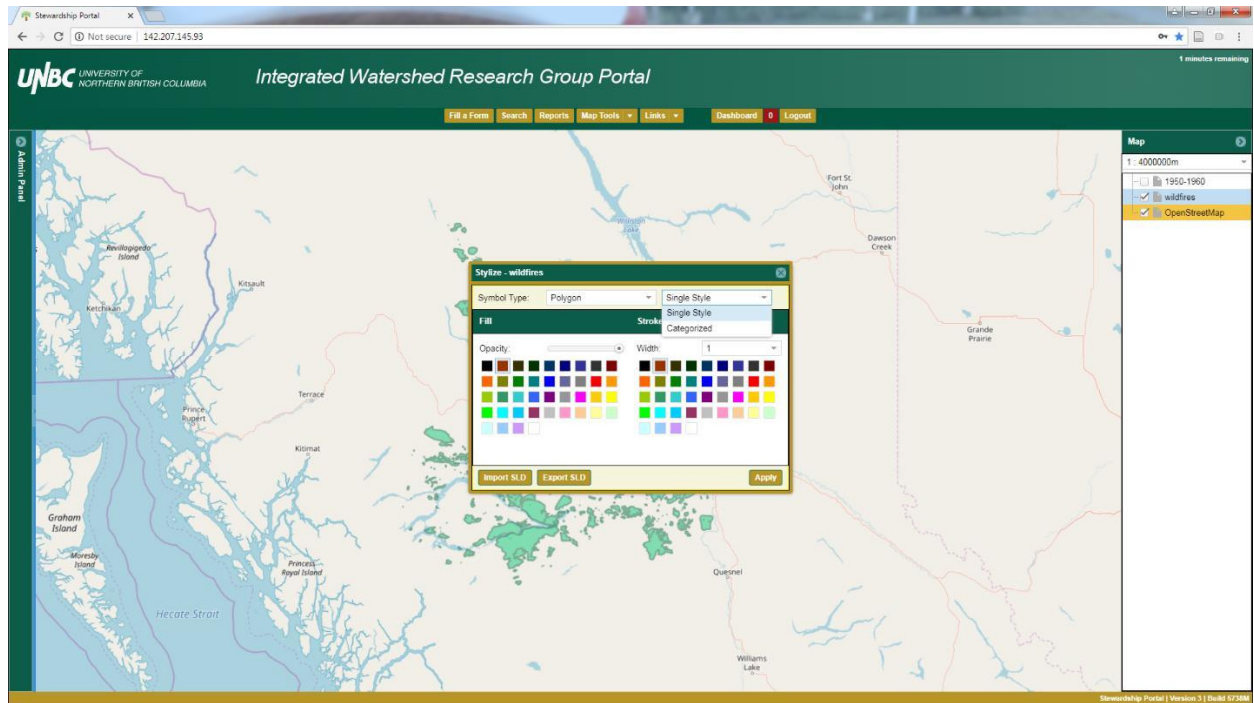 Stewardship Portal
Not secure | 142.207.145.93
1 minutes remaining
UNBC UNIVERSITY OF NORTHERN BRITISH COLUMBIA
Integrated Watershed Research Group Portal
Fill a Form Search Reports Map Tools Links Dashboard 0 Logout
Admin Panel
Map
1 : 4000000m
1950-1960
wildfires
OpenStreetMap
Fort St. John
Williston Lake
Dawson Creek
Revillagigedo Island
Kitsault
Ketchikan
Stylize - wildfires
Symbol Type: Polygon Single Style
Single Style
Categorized
Fill Stroke
Opacity: Width: 1
Import SLD Export SLD Apply
Grande Prairie
Terrace
Prince Rupert
Kitimat
Graham Island
Moresby Island
Princess Royal Island
Quesnel
Hecate Strait
Williams Lake
Stewardship Portal | Version 3 | Build 6738M